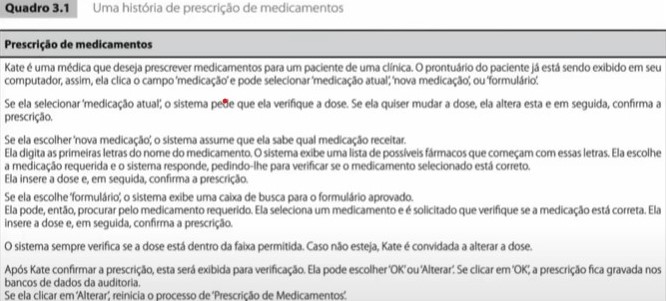 Quadro 3.1 Uma história de prescrição de medicamentos
Prescrição de medicamentos
Kate é uma médica que deseja prescrever medicamentos para um paciente de uma clínica. O prontuário do paciente já está sendo exibido em seu
computador, assim, ela clica o campo 'medicação' e pode selecionar 'medicação atual', 'nova medicação', ou 'formulário'.
Se ela selecionar 'medicação atual', o sistema pede que ela verifique a dose. Se ela quiser mudar a dose, ela altera esta e em seguida, confirma a
prescrição.
Se ela escolher 'nova medicação', o sistema assume que ela sabe qual medicação receitar.
Ela digita as primeiras letras do nome do medicamento. O sistema exibe uma lista de possíveis fármacos que começam com essas letras. Ela escolhe
a medicação requerida e o sistema responde, pedindo-lhe para verificar se o medicamento selecionado está correto.
Ela insere a dose e, em seguida, confirma a prescrição.
Se ela escolhe 'formulário', o sistema exibe uma caixa de busca para o formulário aprovado.
Ela pode, então, procurar pelo medicamento requerido. Ela seleciona um medicamento e é solicitado que verifique se a medicação está correta. Ela
insere a dose e, em seguida, confirma a prescrição.
O sistema sempre verifica se a dose está dentro da faixa permitida. Caso não esteja, Kate é convidada a alterar a dose.
Após Kate confirmar a prescrição, esta será exibida para verificação. Ela pode escolher 'OK' ou 'Alterar'. Se clicar em 'OK', a prescrição fica gravada nos
bancos de dados da auditoria.
Se ela clicar em 'Alterar', reinicia o processo de 'Prescrição de Medicamentos'.